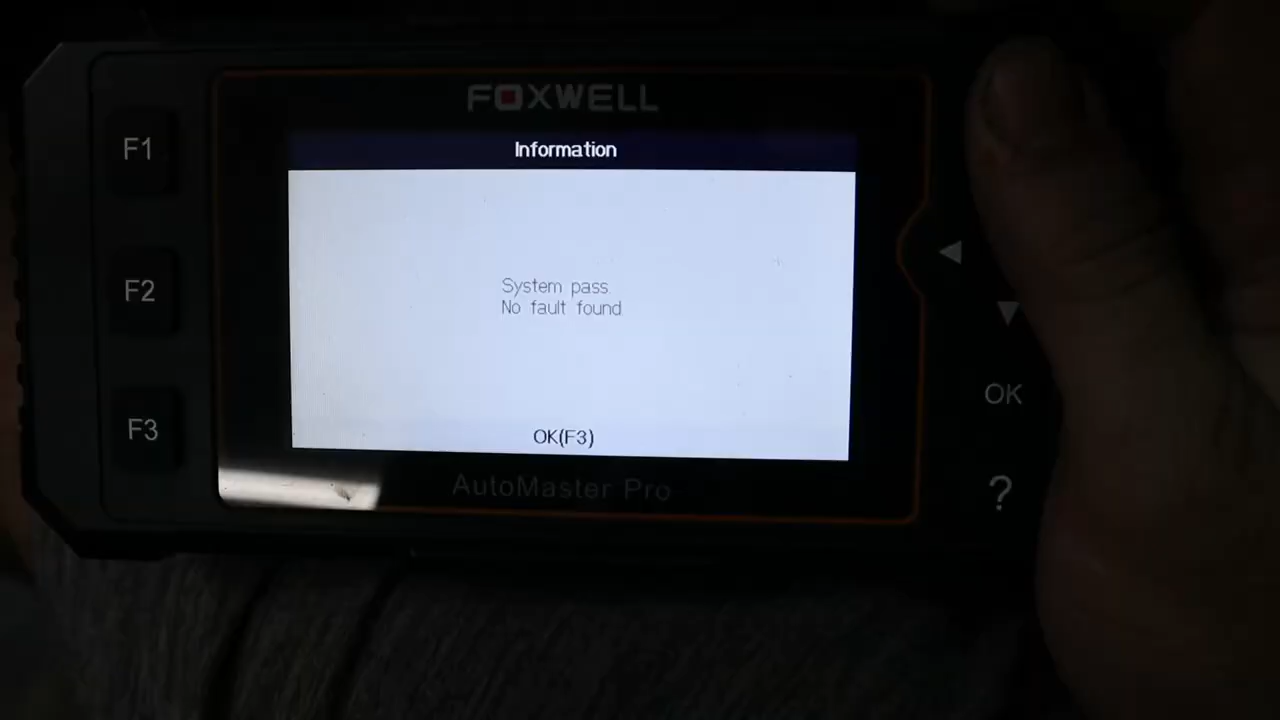 FOXWELL
Information
F1
System pass.
No fault found.
F2
OK
F3
OK(F3)
AutoMaster Pro
?